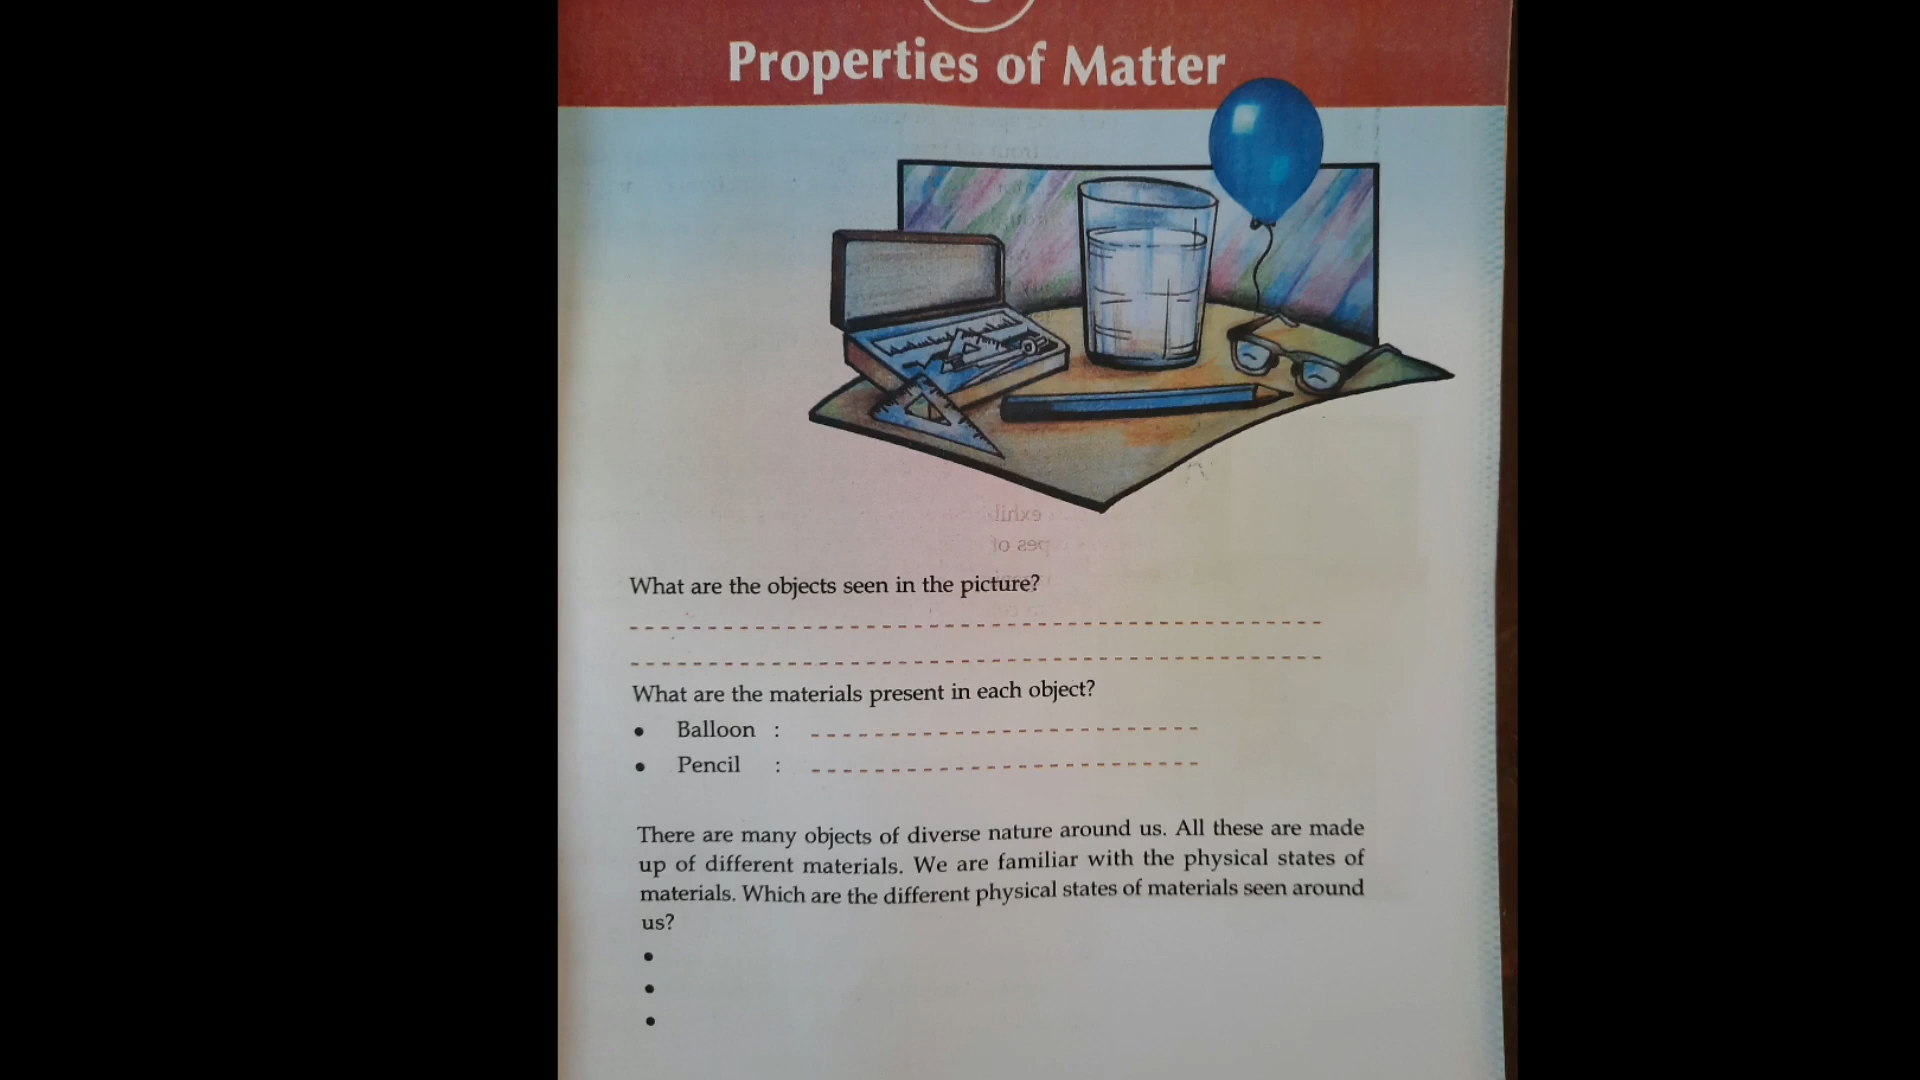 Properties of Matter
What are the objects seen in the picture?
What are the materials present in each object?
• Balloon :
• Pencil :
There are many objects of diverse nature around us. All these are made
up of different materials. We are familiar with the physical states of
materials. Which are the different physical states of materials seen around
us?
•
•
•